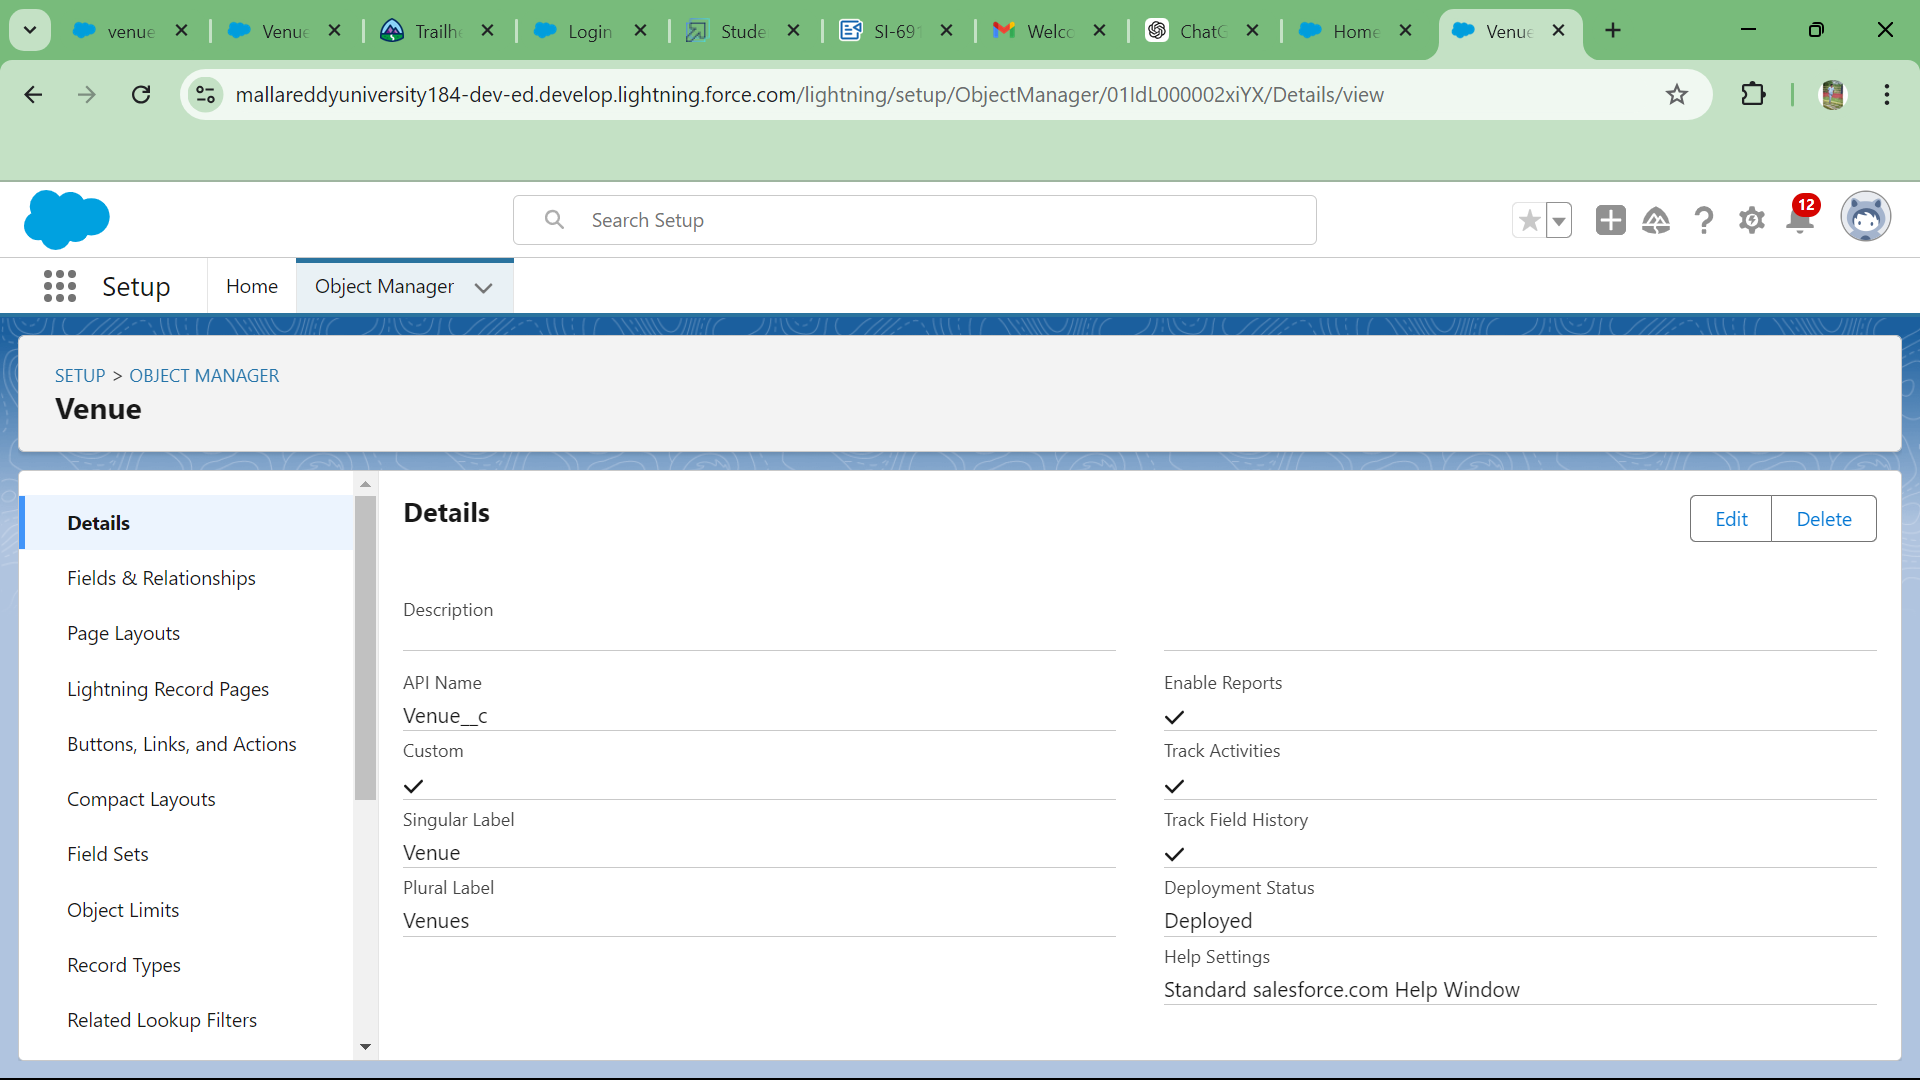 venue
Venue
Trailhe
Login
Stude
SI-691
Welco
ChatG
Home
Venue
mallareddyuniversity184-dev-ed.develop.lightning.force.com/lightning/setup/ObjectManager/01IdL000002xiYX/Details/view
Search Setup
12
Setup
Home
Object Manager
SETUP > OBJECT MANAGER
Venue
Details
Fields & Relationships
Page Layouts
Lightning Record Pages
Buttons, Links, and Actions
Compact Layouts
Field Sets
Object Limits
Record Types
Related Lookup Filters
Details
Edit
Delete
Description
API Name
Venue__c
Custom
Singular Label
Venue
Plural Label
Venues
Enable Reports
Track Activities
Track Field History
Deployment Status
Deployed
Help Settings
Standard salesforce.com Help Window